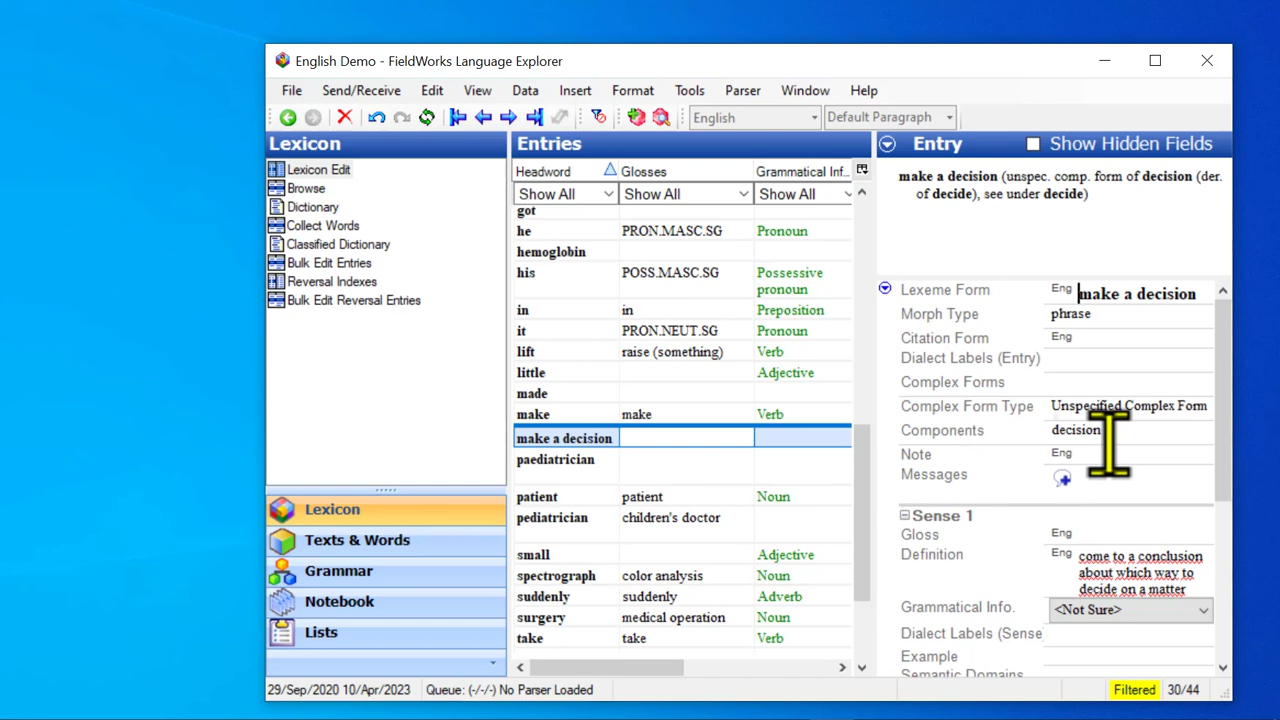 English Demo - FieldWorks Language Explorer
File Send/Receive Edit View Data Insert Format Tools Parser Window Help
English Default Paragraph
Lexicon
Lexicon Edit
Browse
Dictionary
Collect Words
Classified Dictionary
Bulk Edit Entries
Reversal Indexes
Bulk Edit Reversal Entries
Lexicon
Texts & Words
Grammar
Notebook
Lists
Entries
Headword Glosses Grammatical Inf...
Show All Show All Show All
got
he PRON.MASC.SG Pronoun
hemoglobin
his POSS.MASC.SG Possessive
pronoun
in in Preposition
it PRON.NEUT.SG Pronoun
lift raise (something) Verb
little Adjective
made
make make Verb
make a decision
paediatrician
patient patient Noun
pediatrician children's doctor
small Adjective
spectrograph color analysis Noun
suddenly suddenly Adverb
surgery medical operation Noun
take take Verb
Entry Show Hidden Fields
make a decision (unspec. comp. form of decision (der.
of decide), see under decide)
Lexeme Form Eng make a decision
Morph Type phrase
Citation Form Eng
Dialect Labels (Entry)
Complex Forms
Complex Form Type Unspecified Complex Form
Components decision
Note Eng
Messages
Sense 1
Gloss Eng
Definition Eng come to a conclusion
about which way to
decide on a matter
Grammatical Info. <Not Sure>
Dialect Labels (Sense
Example
Semantic Domains
29/Sep/2020 10/Apr/2023 Queue: (-/-/-) No Parser Loaded Filtered 30/44